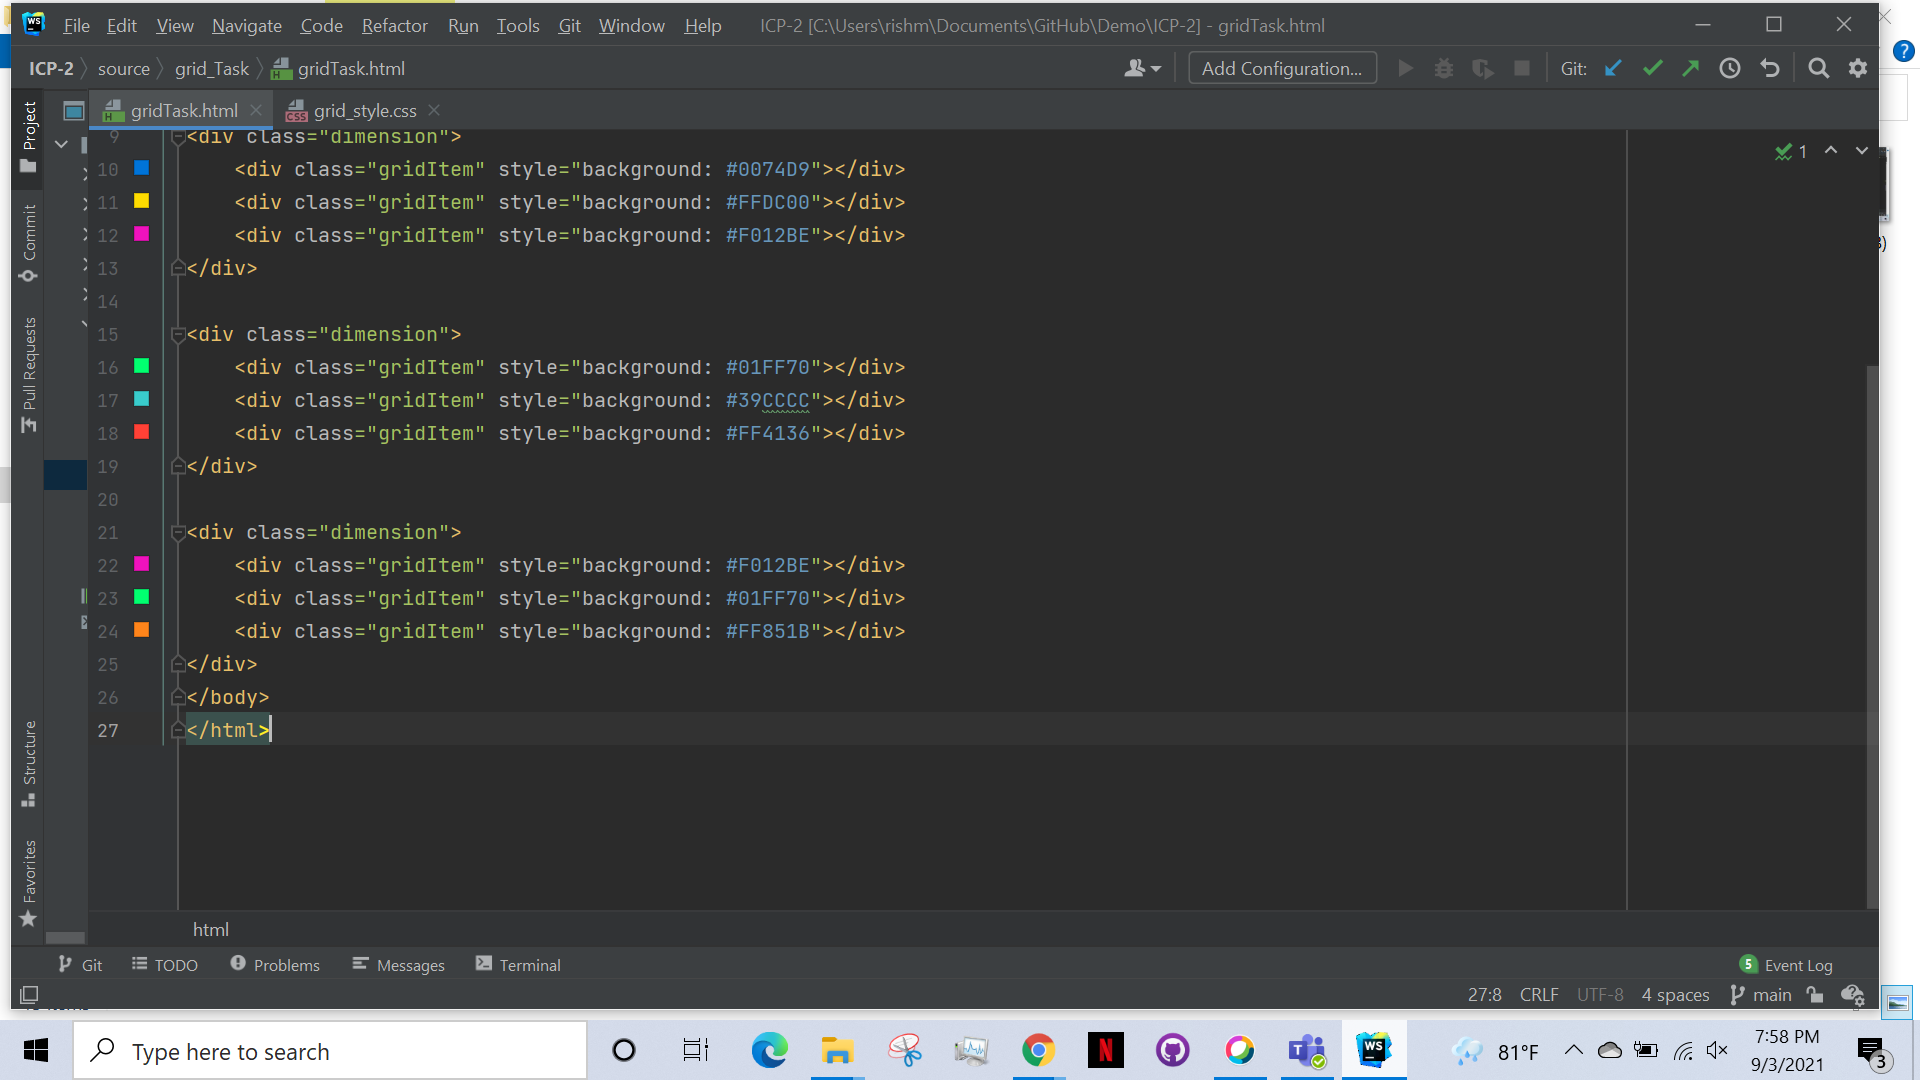 File Edit View Navigate Code Refactor Run Tools Git Window Help ICP-2 [C:\Users\rishm\Documents\GitHub\Demo\ICP-2] - gridTask.html
ICP-2 source grid_Task gridTask.html Add Configuration... Git:
gridTask.html grid_style.css
Project
Commit
Pull Requests
Structure
Favorites
1
9 <div class="dimension">
10 <div class="gridItem" style="background: #0074D9"></div>
11 <div class="gridItem" style="background: #FFDC00"></div>
12 <div class="gridItem" style="background: #F012BE"></div>
13 </div>
14
15 <div class="dimension">
16 <div class="gridItem" style="background: #01FF70"></div>
17 <div class="gridItem" style="background: #39CCCC"></div>
18 <div class="gridItem" style="background: #FF4136"></div>
19 </div>
20
21 <div class="dimension">
22 <div class="gridItem" style="background: #F012BE"></div>
23 <div class="gridItem" style="background: #01FF70"></div>
24 <div class="gridItem" style="background: #FF851B"></div>
25 </div>
26 </body>
27 </html>
html
Git TODO Problems Messages Terminal 5 Event Log
27:8 CRLF UTF-8 4 spaces main
Type here to search
81°F
7:58 PM
9/3/2021
3